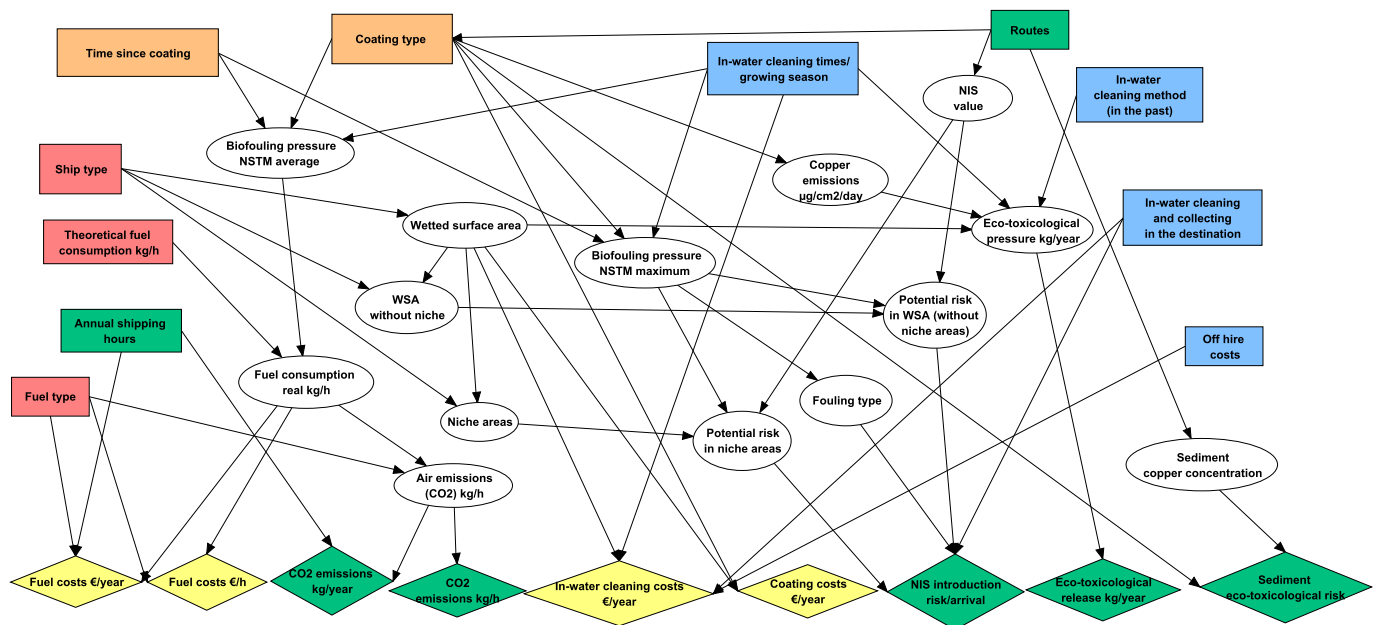 Time since coating
Coating type
Routes
In-water cleaning times/
growing season
NIS
value
In-water
cleaning method
(in the past)
Biofouling pressure
NSTM average
Ship type
Copper
emissions
µg/cm2/day
Theoretical fuel
consumption kg/h
Wetted surface area
Eco-toxicological
pressure kg/year
In-water cleaning
and collecting
in the destination
Biofouling pressure
NSTM maximum
WSA
without niche
Potential risk
in WSA (without
niche areas)
Annual shipping
hours
Off hire
costs
Fuel consumption
real kg/h
Fuel type
Fouling type
Niche areas
Potential risk
in niche areas
Sediment
copper concentration
Air emissions
(CO2) kg/h
Fuel costs €/year
Fuel costs €/h
CO2 emissions
kg/year
CO2
emissions kg/h
In-water cleaning costs
€/year
Coating costs
€/year
NIS introduction
risk/arrival
Eco-toxicological
release kg/year
Sediment
eco-toxicological risk